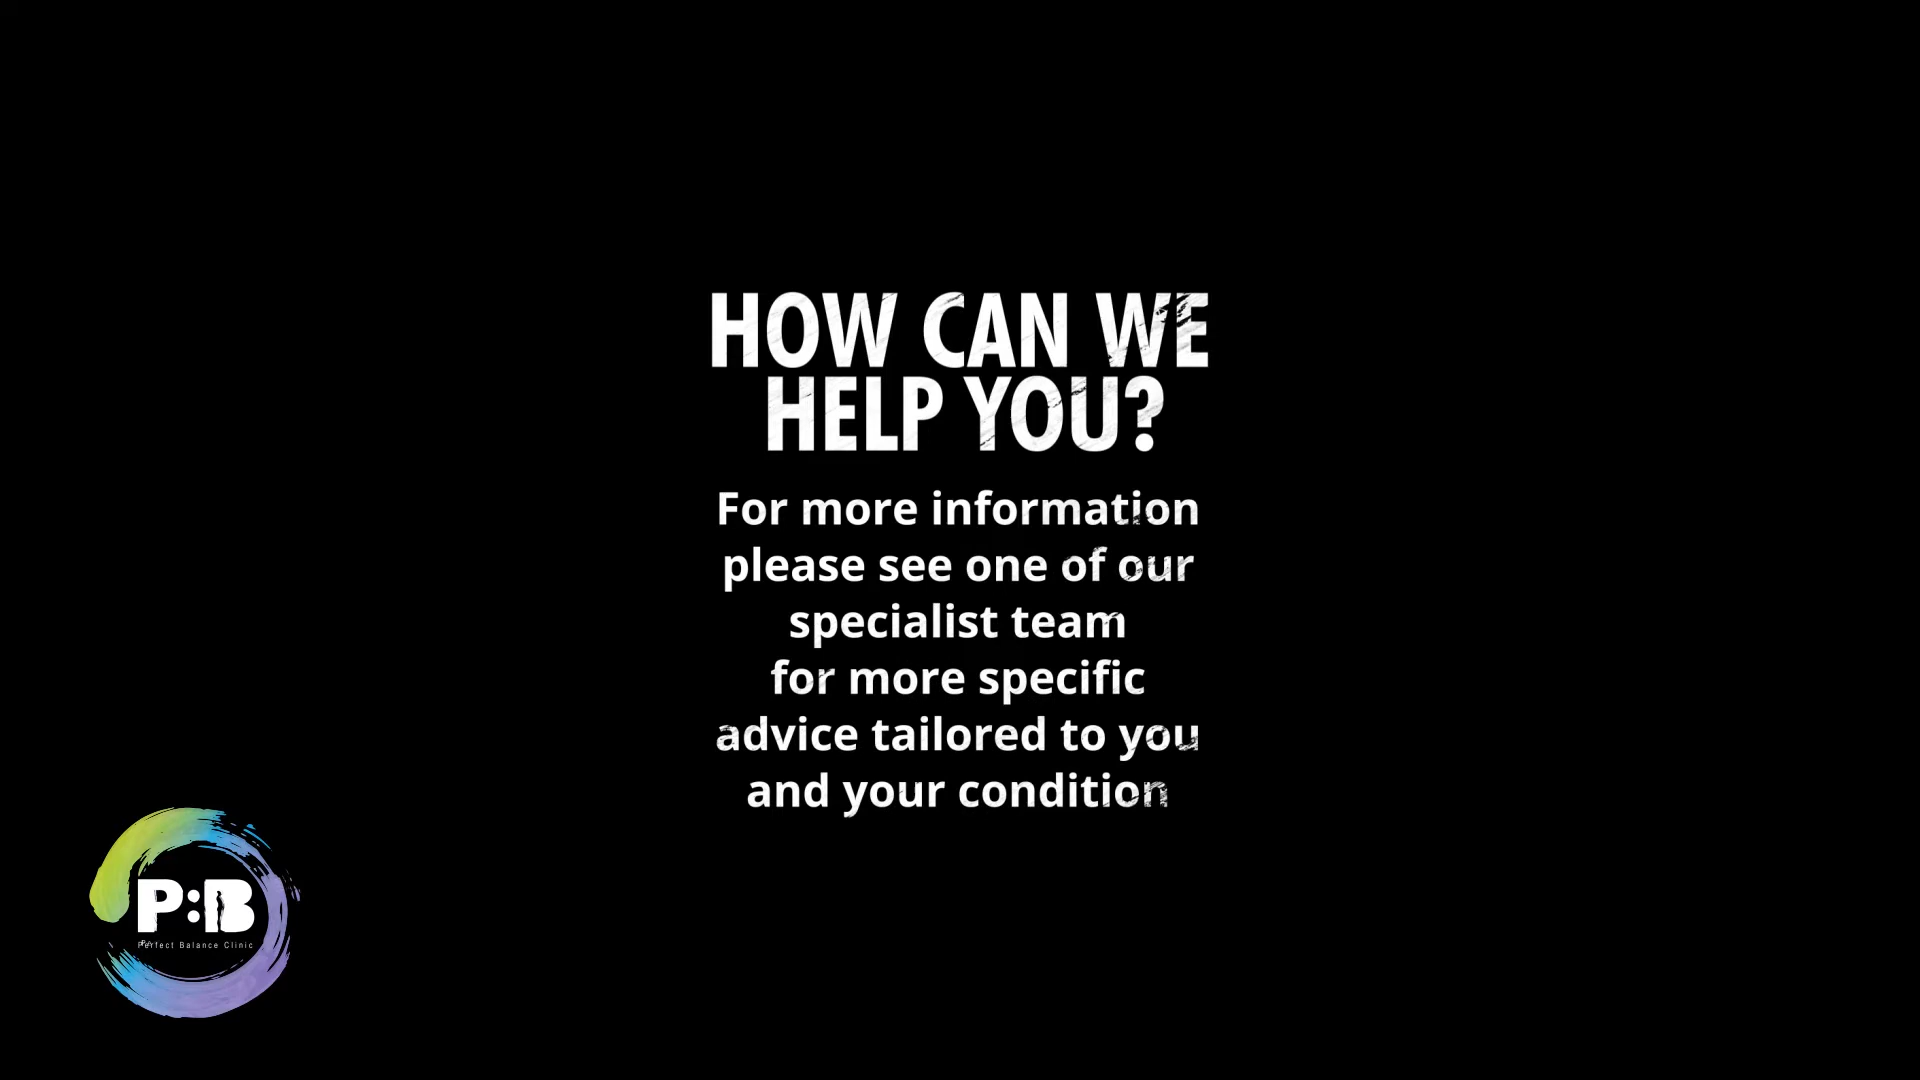 HOW CAN WE
HELP YOU?
For more information
please see one of our
specialist team
for more specific
advice tailored to you
and your condition
P:B
Perfect Balance Clinic